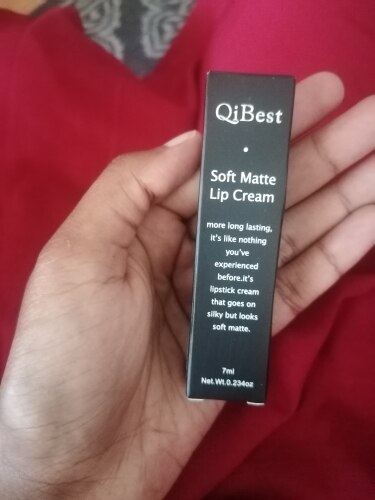 QiBest
Soft Matte
Lip Cream
more long lasting,
it's like nothing
you've
experienced
before.it's
lipstick cream
that goes on
silky but looks
soft matte.
7ml
Net.Wt.0.234oz